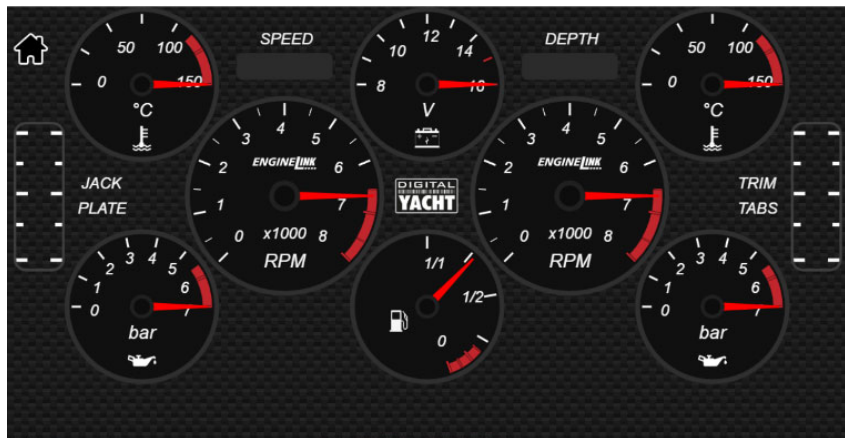 SPEED
DEPTH
0 50 100 150
°C
8 10 12 14 16
V
0 50 100 150
°C
JACK
PLATE
0 1 2 3 4 5 6 7 8
ENGINELINK
x1000
RPM
DIGITAL
YACHT
0 1 2 3 4 5 6 7 8
ENGINELINK
x1000
RPM
TRIM
TABS
0 1 2 3 4 5 6 7
bar
1/1
1/2
0
0 1 2 3 4 5 6 7
bar